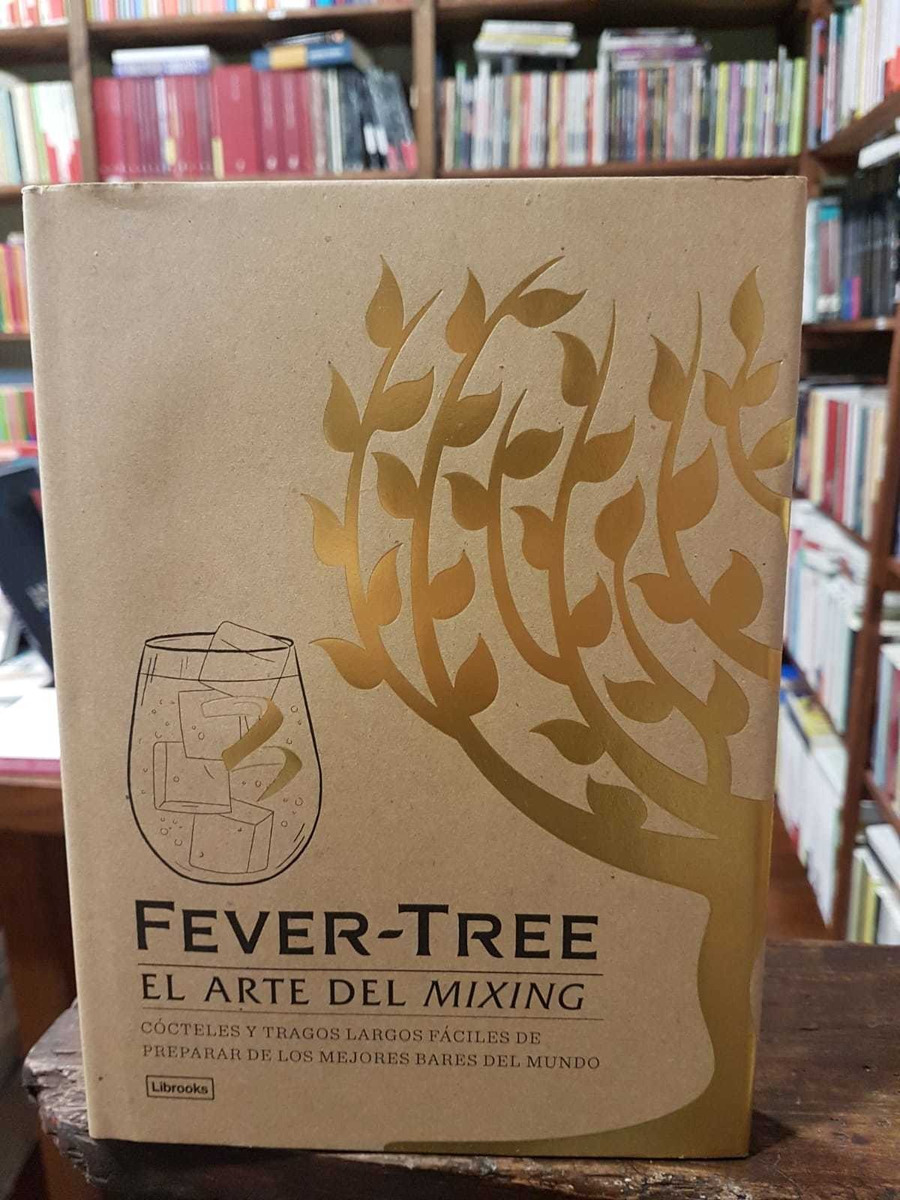 FEVER-TREE
EL ARTE DEL MIXING
CÓCTELES Y TRAGOS LARGOS FÁCILES DE
PREPARAR DE LOS MEJORES BARES DEL MUNDO
Librooks